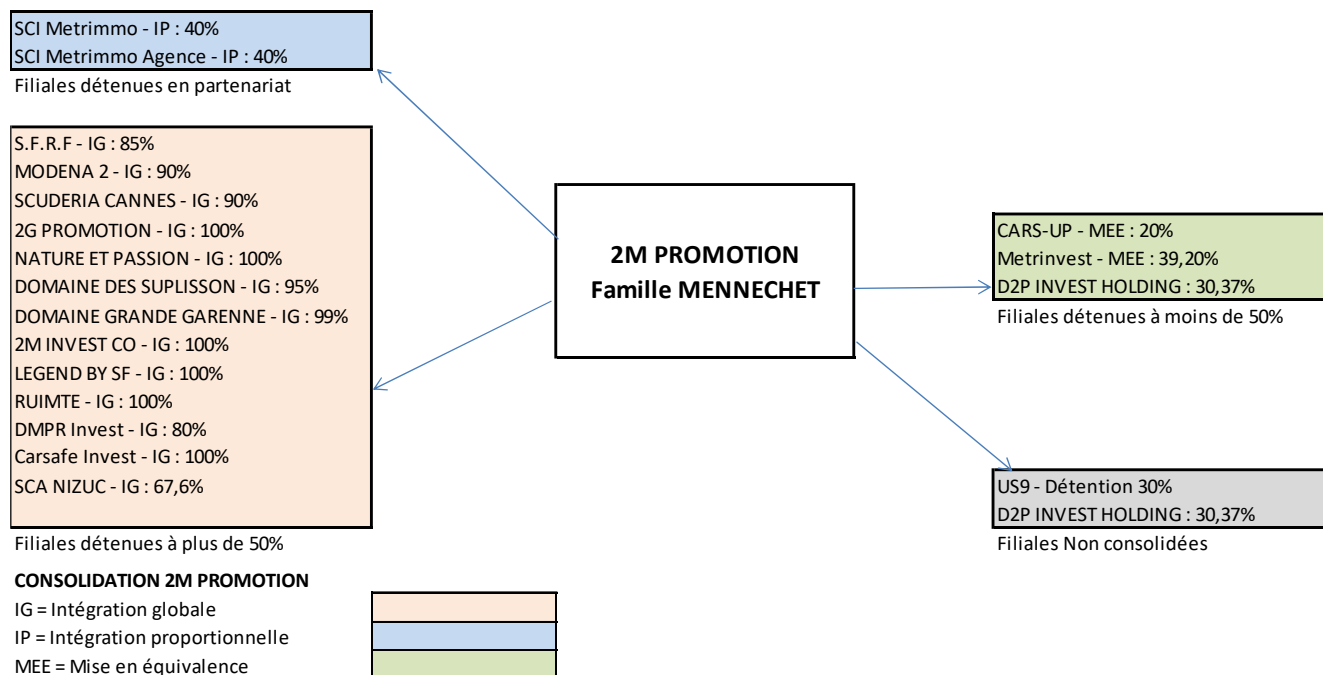 SCI Metrimmo - IP : 40%
SCI Metrimmo Agence - IP : 40%
Filiales détenues en partenariat
S.F.R.F - IG : 85%
MODENA 2 - IG : 90%
SCUDERIA CANNES - IG : 90%
2G PROMOTION - IG : 100%
NATURE ET PASSION - IG : 100%
DOMAINE DES SUPLISSON - IG : 95%
DOMAINE GRANDE GARENNE - IG : 99%
2M INVEST CO - IG : 100%
LEGEND BY SF - IG : 100%
RUIMTE - IG : 100%
DMPR Invest - IG : 80%
Carsafe Invest - IG : 100%
SCA NIZUC - IG : 67,6%
Filiales détenues à plus de 50%
2M PROMOTION
Famille MENNECHET
CARS-UP - MEE : 20%
Metrinvest - MEE : 39,20%
D2P INVEST HOLDING : 30,37%
Filiales détenues à moins de 50%
US9 - Détention 30%
D2P INVEST HOLDING : 30,37%
Filiales Non consolidées
CONSOLIDATION 2M PROMOTION
IG = Intégration globale
IP = Intégration proportionnelle
MEE = Mise en équivalence